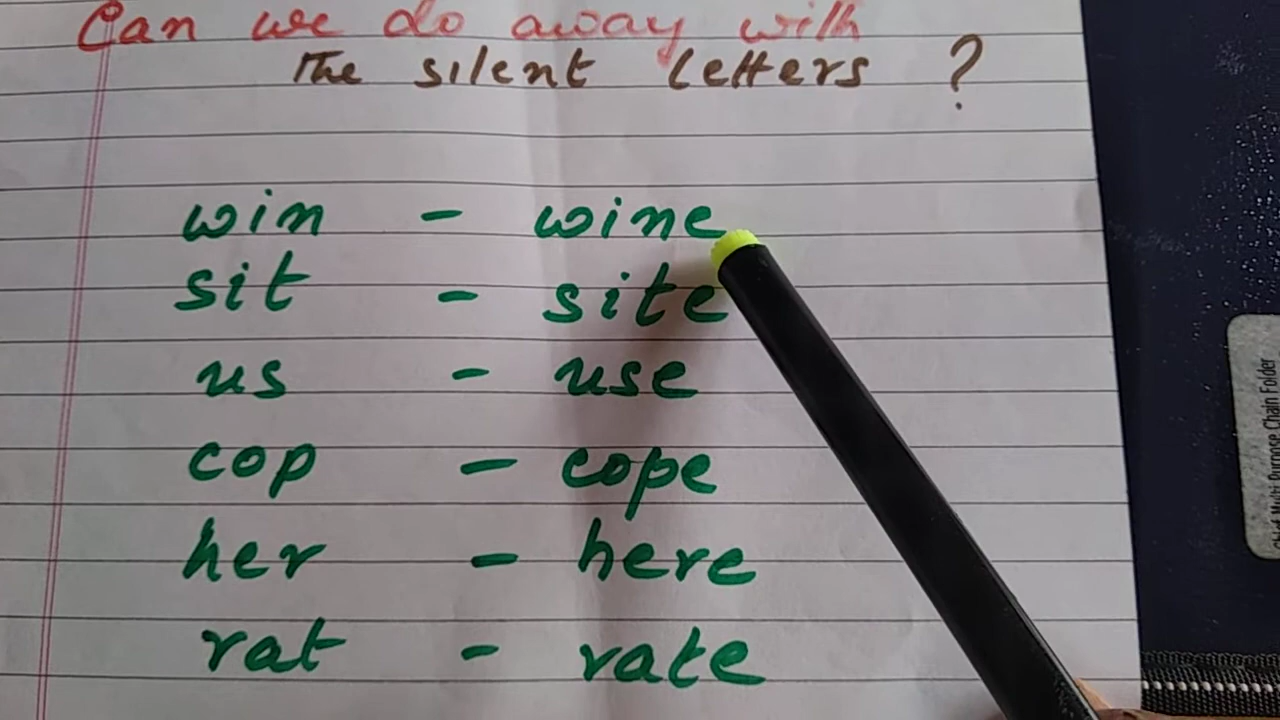 Can we do away with
The silent letters ?
win - wine
sit - site
us - use
cop - cope
her - here
rat - rate